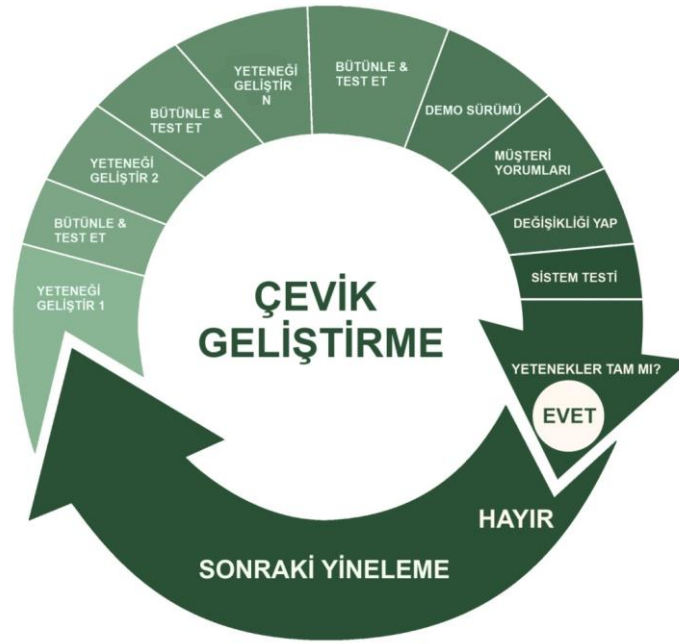 YETENEĞİ
GELİŞTİR 1
BÜTÜNLE &
TEST ET
YETENEĞİ
GELİŞTİR 2
BÜTÜNLE &
TEST ET
YETENEĞİ
GELİŞTİR
N
BÜTÜNLE &
TEST ET
DEMO SÜRÜMÜ
MÜŞTERİ
YORUMLARI
DEĞİŞİKLİĞİ YAP
SİSTEM TESTİ
YETENEKLER TAM MI?
EVET
HAYIR
SONRAKİ YİNELEME
ÇEVİK
GELİŞTİRME